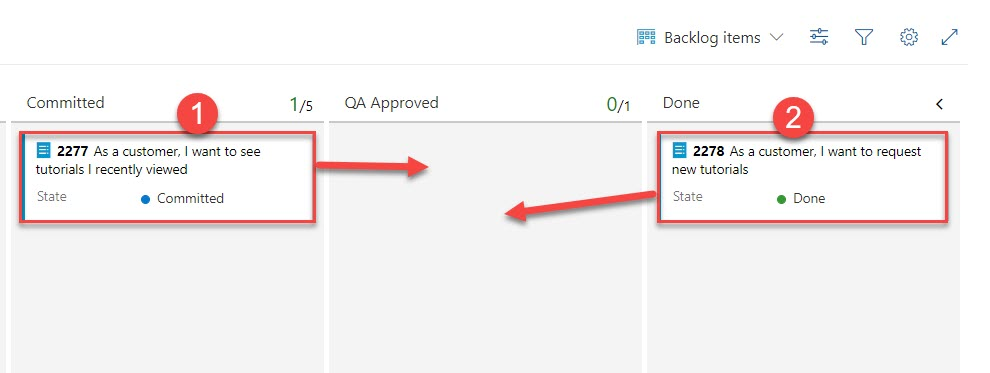 Backlog items
Committed 1/5
QA Approved 0/1
Done
1
2277 As a customer, I want to see
tutorials I recently viewed
State Committed
2
2278 As a customer, I want to request
new tutorials
State Done